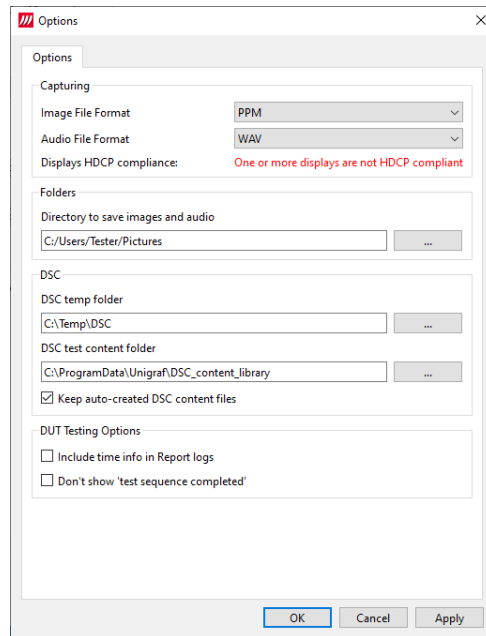 Options
Options
Capturing
Image File Format PPM
Audio File Format WAV
Displays HDCP compliance: One or more displays are not HDCP compliant
Folders
Directory to save images and audio
C:/Users/Tester/Pictures ...
DSC
DSC temp folder
C:\Temp\DSC ...
DSC test content folder
C:\ProgramData\Unigraf\DSC_content_library ...
Keep auto-created DSC content files
DUT Testing Options
Include time info in Report logs
Don't show 'test sequence completed'
OK Cancel Apply